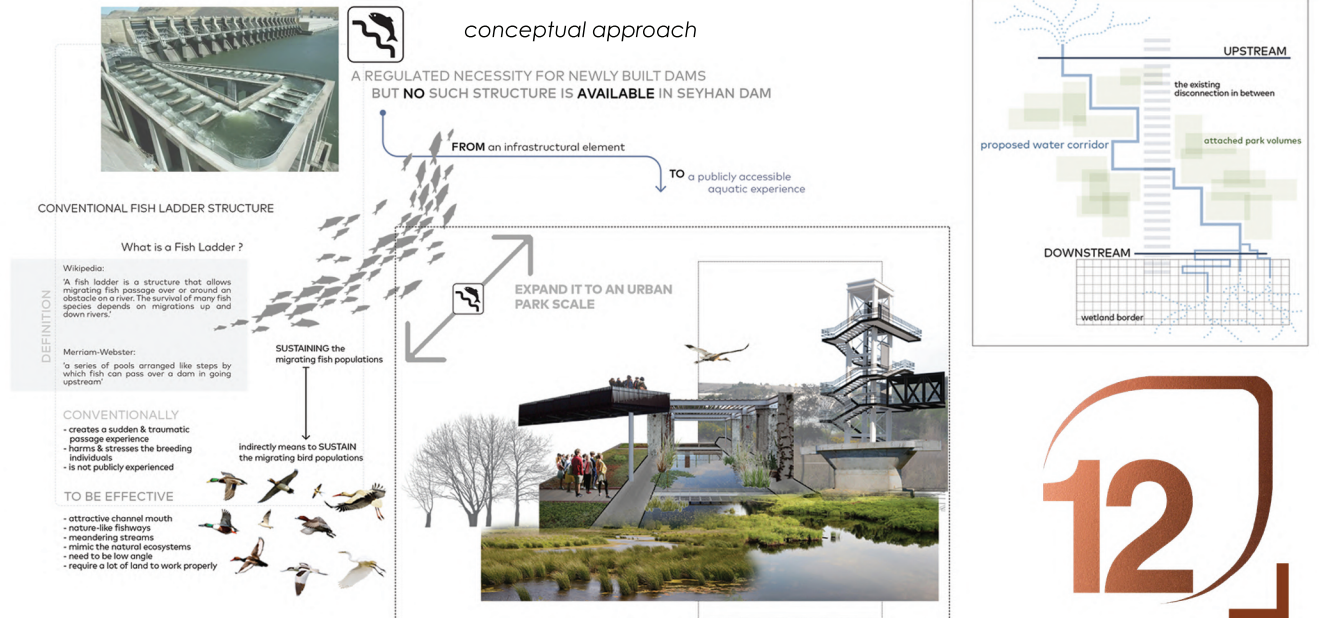 conceptual approach
A REGULATED NECESSITY FOR NEWLY BUILT DAMS
BUT NO SUCH STRUCTURE IS AVAILABLE IN SEYHAN DAM
FROM an infrastructural element
TO a publicly accessible
aquatic experience
CONVENTIONAL FISH LADDER STRUCTURE
What is a Fish Ladder ?
DEFINITION
Wikipedia:
'A fish ladder is a structure that allows
migrating fish passage over or around an
obstacle on a river. The survival of many fish
species depends on migrations up and
down rivers.'
Merriam-Webster:
'a series of pools arranged like steps by
which fish can pass over a dam in going
upstream'
CONVENTIONALLY
- creates a sudden & traumatic
passage experience
- harms & stresses the breeding
individuals
- is not publicly experienced
TO BE EFFECTIVE
- attractive channel mouth
- nature-like fishways
- meandering streams
- mimic the natural ecosystems
- need to be low angle
- require a lot of land to work properly
SUSTAINING the
migrating fish populations
indirectly means to SUSTAIN
the migrating bird populations
EXPAND IT TO AN URBAN
PARK SCALE
UPSTREAM
the existing
disconnection in between
proposed water corridor
attached park volumes
DOWNSTREAM
wetland border
12